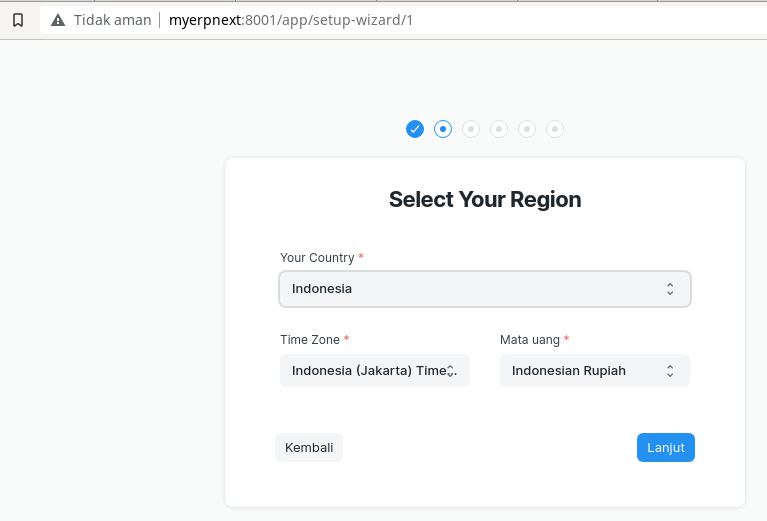 Tidak aman myerpnext:8001/app/setup-wizard/1
Select Your Region
Your Country *
Indonesia
Time Zone * Mata uang *
Indonesia (Jakarta) Time... Indonesian Rupiah
Kembali Lanjut